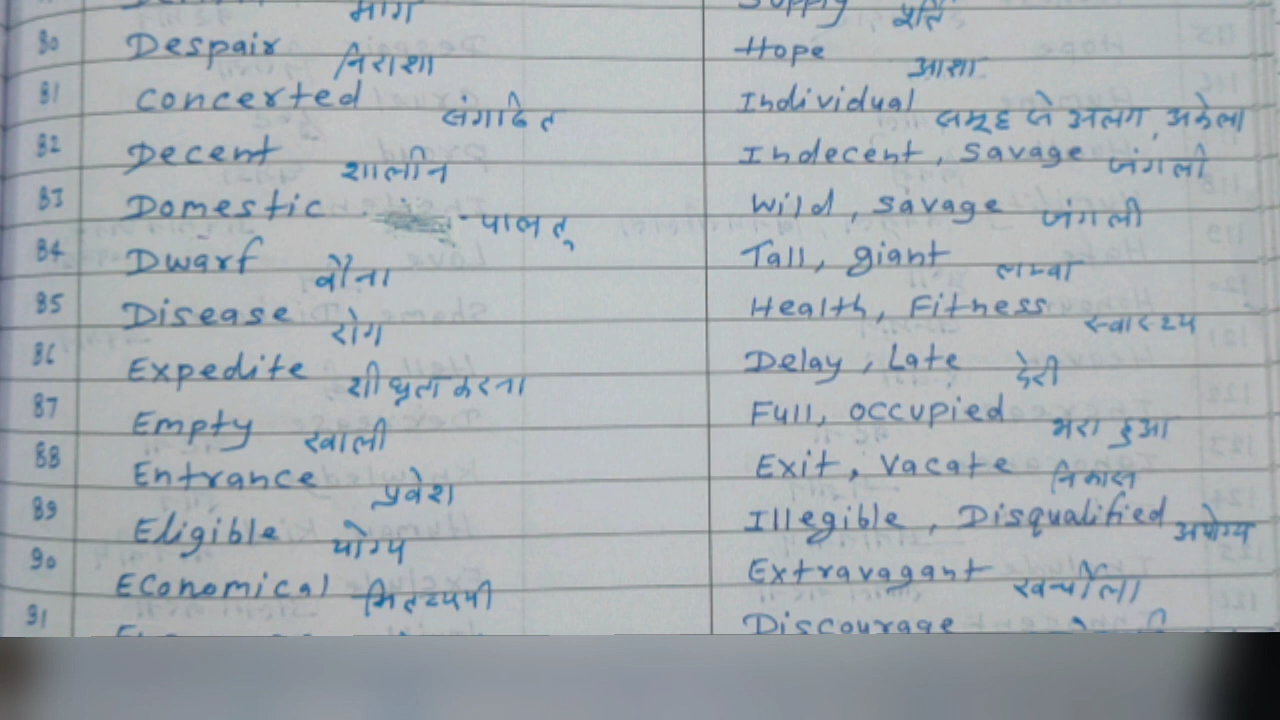 माग Supply पूर्ति
80 Despair निराशा Hope आशा
81 Concerted संगठित Individual समूह से अलग, अकेला
82 Decent शालीन Indecent, Savage जंगली
83 Domestic पालतू Wild, Savage जंगली
84 Dwarf बौना Tall, giant लम्बा
85 Disease रोग Health, Fitness स्वास्थ्य
86 Expedite शीघ्रता करना Delay, Late देरी
87 Empty खाली Full, occupied भरा हुआ
88 Entrance प्रवेश Exit, Vacate निकास
89 Eligible योग्य Illegible, Disqualified अयोग्य
90 Economical मितव्ययी Extravagant खर्चीला
91 Discourage